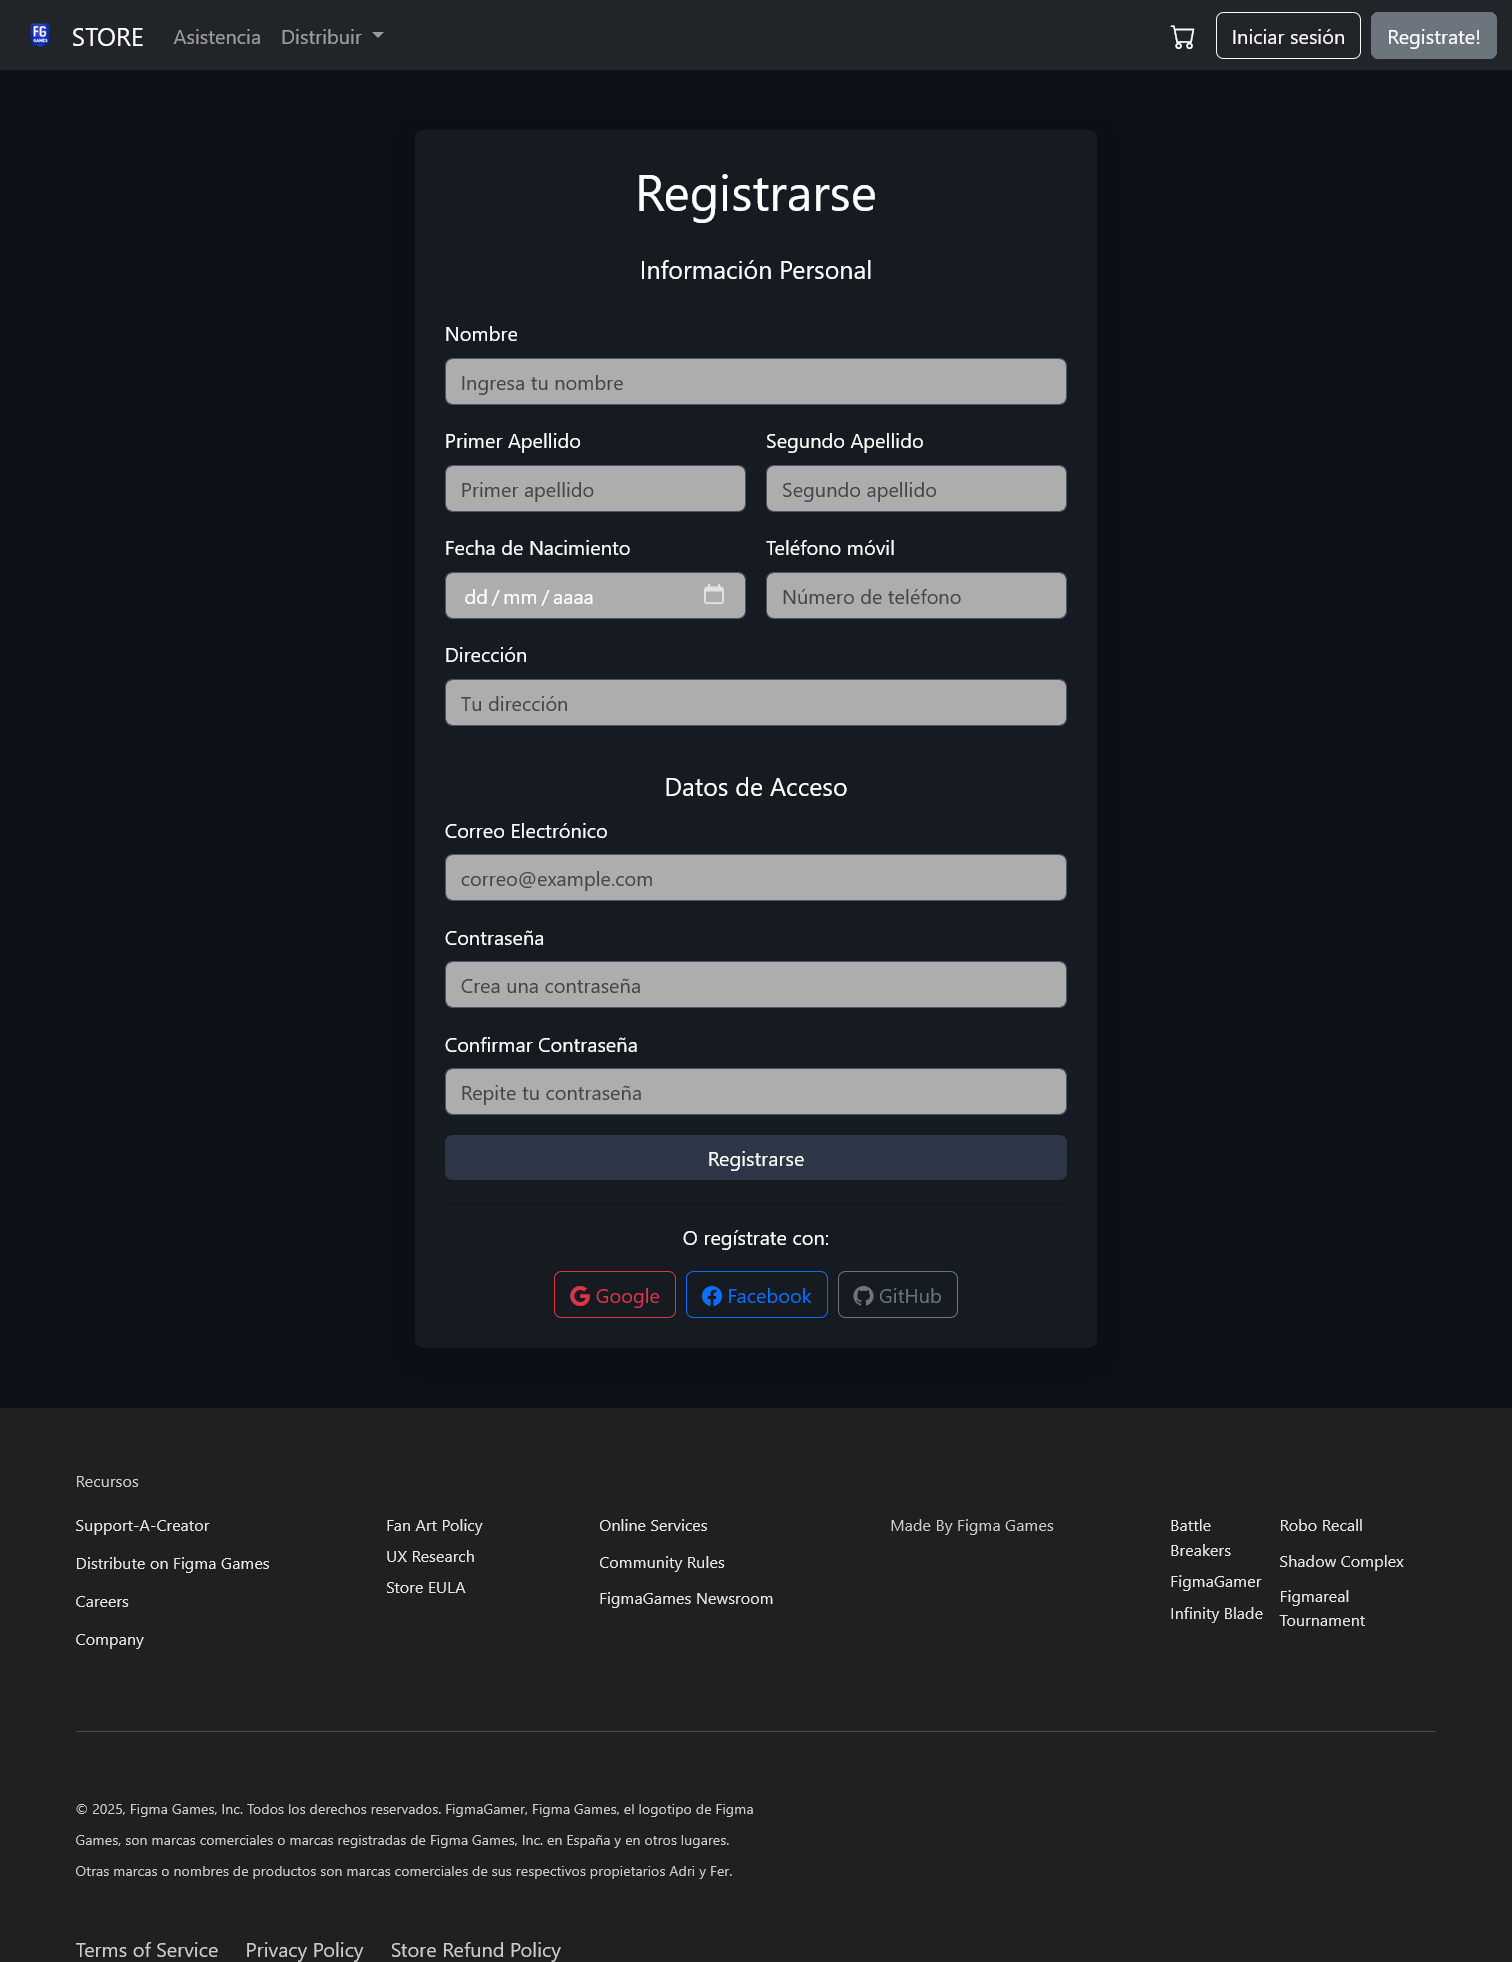 FG
GAMES
STORE
Asistencia
Distribuir
Iniciar sesión
Registrate!
Registrarse
Información Personal
Nombre
Ingresa tu nombre
Primer Apellido
Segundo Apellido
Primer apellido
Segundo apellido
Fecha de Nacimiento
Teléfono móvil
dd/mm/aaaa
Número de teléfono
Dirección
Tu dirección
Datos de Acceso
Correo Electrónico
correo@example.com
Contraseña
Crea una contraseña
Confirmar Contraseña
Repite tu contraseña
Registrarse
O regístrate con:
Google
Facebook
GitHub
Recursos
Support-A-Creator
Distribute on Figma Games
Careers
Company
Fan Art Policy
UX Research
Store EULA
Online Services
Community Rules
FigmaGames Newsroom
Made By Figma Games
Battle
Breakers
FigmaGamer
Infinity Blade
Robo Recall
Shadow Complex
Figmareal
Tournament
© 2025, Figma Games, Inc. Todos los derechos reservados. FigmaGamer, Figma Games, el logotipo de Figma
Games, son marcas comerciales o marcas registradas de Figma Games, Inc. en España y en otros lugares.
Otras marcas o nombres de productos son marcas comerciales de sus respectivos propietarios Adri y Fer.
Terms of Service
Privacy Policy
Store Refund Policy